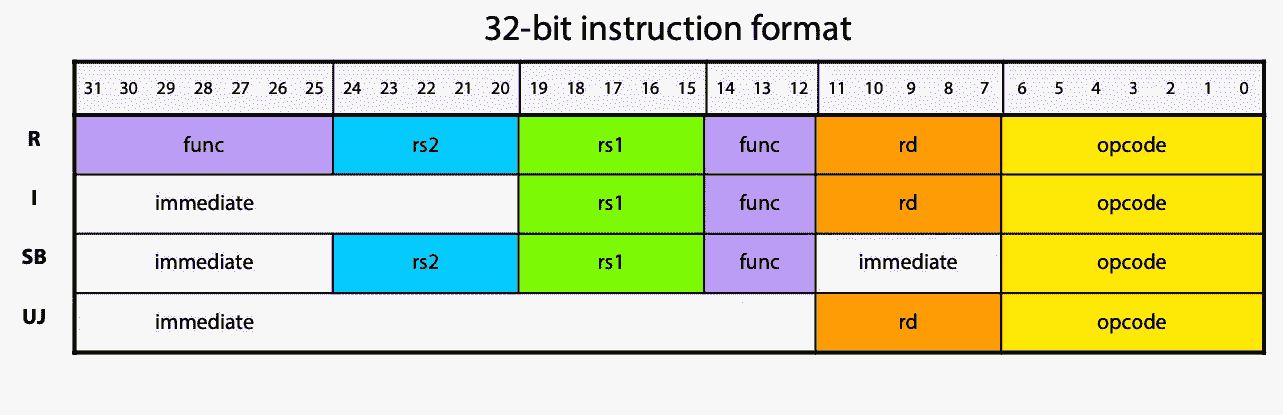 32-bit instruction format
31 30 29 28 27 26 25 24 23 22 21 20 19 18 17 16 15 14 13 12 11 10 9 8 7 6 5 4 3 2 1 0
R func rs2 rs1 func rd opcode
I immediate rs1 func rd opcode
SB immediate rs2 rs1 func immediate opcode
UJ immediate rd opcode